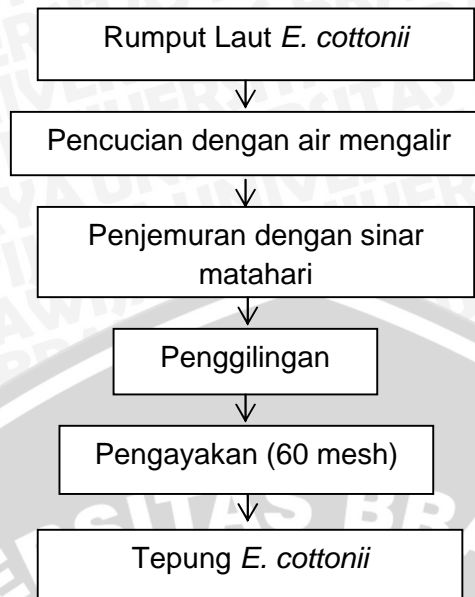 Rumput Laut E. cottonii
Pencucian dengan air mengalir
Penjemuran dengan sinar
matahari
Penggilingan
Pengayakan (60 mesh)
Tepung E. cottonii